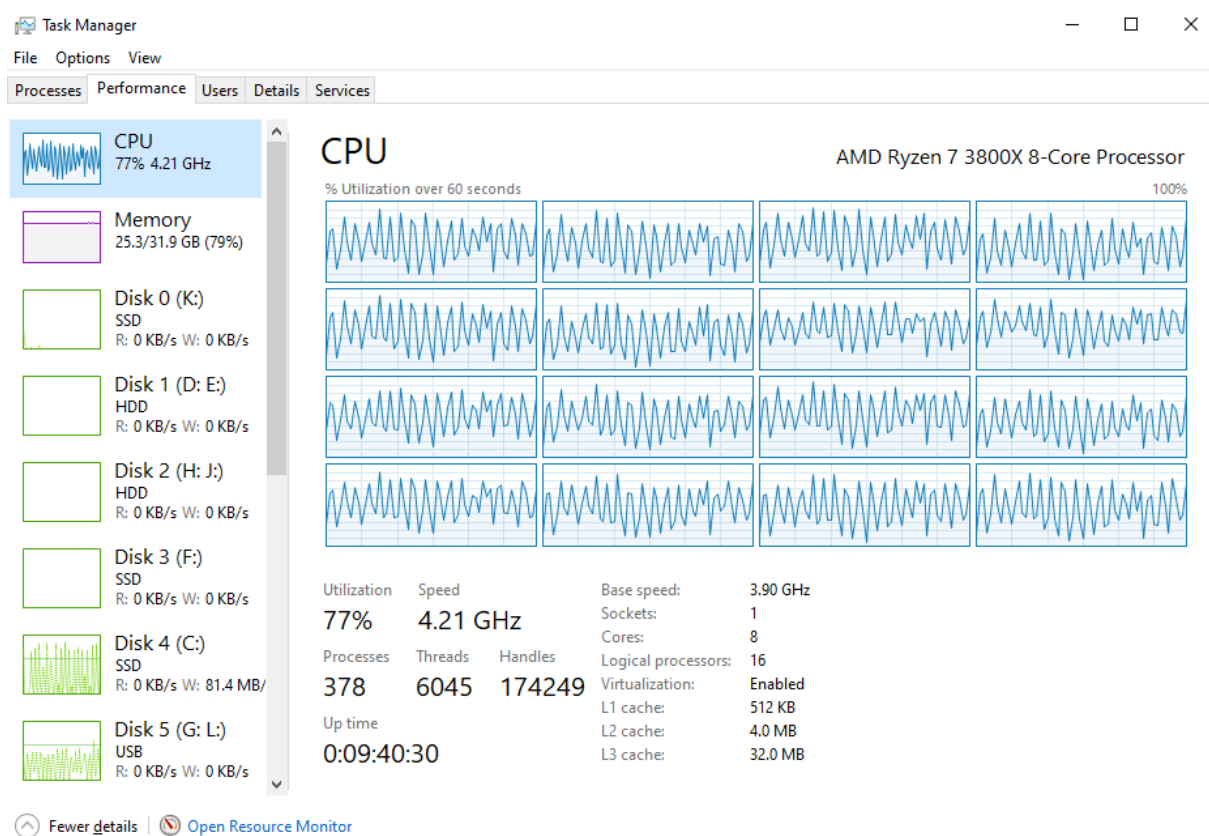 Task Manager
File Options View
Processes Performance Users Details Services
CPU
77% 4.21 GHz
Memory
25.3/31.9 GB (79%)
Disk 0 (K:)
SSD
R: 0 KB/s W: 0 KB/s
Disk 1 (D: E:)
HDD
R: 0 KB/s W: 0 KB/s
Disk 2 (H: J:)
HDD
R: 0 KB/s W: 0 KB/s
Disk 3 (F:)
SSD
R: 0 KB/s W: 0 KB/s
Disk 4 (C:)
SSD
R: 0 KB/s W: 81.4 MB/
Disk 5 (G: L:)
USB
R: 0 KB/s W: 0 KB/s
CPU
AMD Ryzen 7 3800X 8-Core Processor
% Utilization over 60 seconds 100%
Utilization Speed
77% 4.21 GHz
Processes Threads Handles
378 6045 174249
Up time
0:09:40:30
Base speed: 3.90 GHz
Sockets: 1
Cores: 8
Logical processors: 16
Virtualization: Enabled
L1 cache: 512 KB
L2 cache: 4.0 MB
L3 cache: 32.0 MB
Fewer details Open Resource Monitor